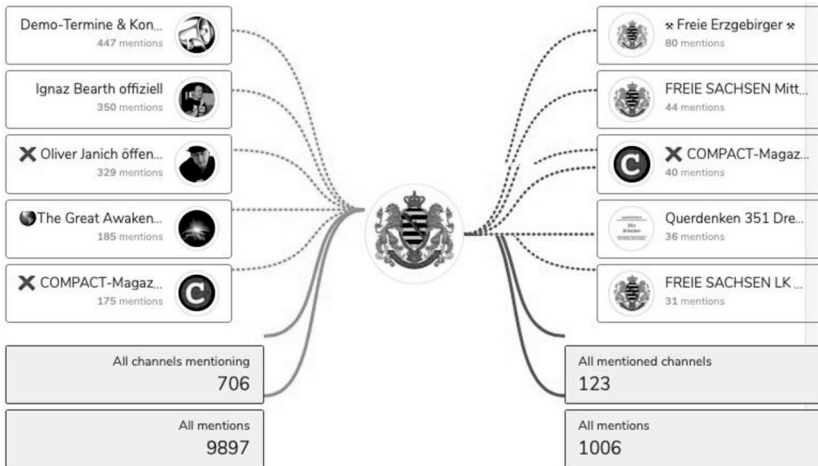 Demo-Termine & Kon...
447 mentions
Ignaz Bearth offiziell
350 mentions
❌ Oliver Janich öffen...
329 mentions
The Great Awaken...
185 mentions
❌ COMPACT-Magaz...
175 mentions
All channels mentioning
706
All mentions
9897
⚒ Freie Erzgebirger ⚒
80 mentions
FREIE SACHSEN Mitt...
44 mentions
C
❌ COMPACT-Magaz...
40 mentions
Querdenken 351 Dre...
36 mentions
351
dresden
FREIE SACHSEN LK ...
31 mentions
C
All mentioned channels
123
All mentions
1006